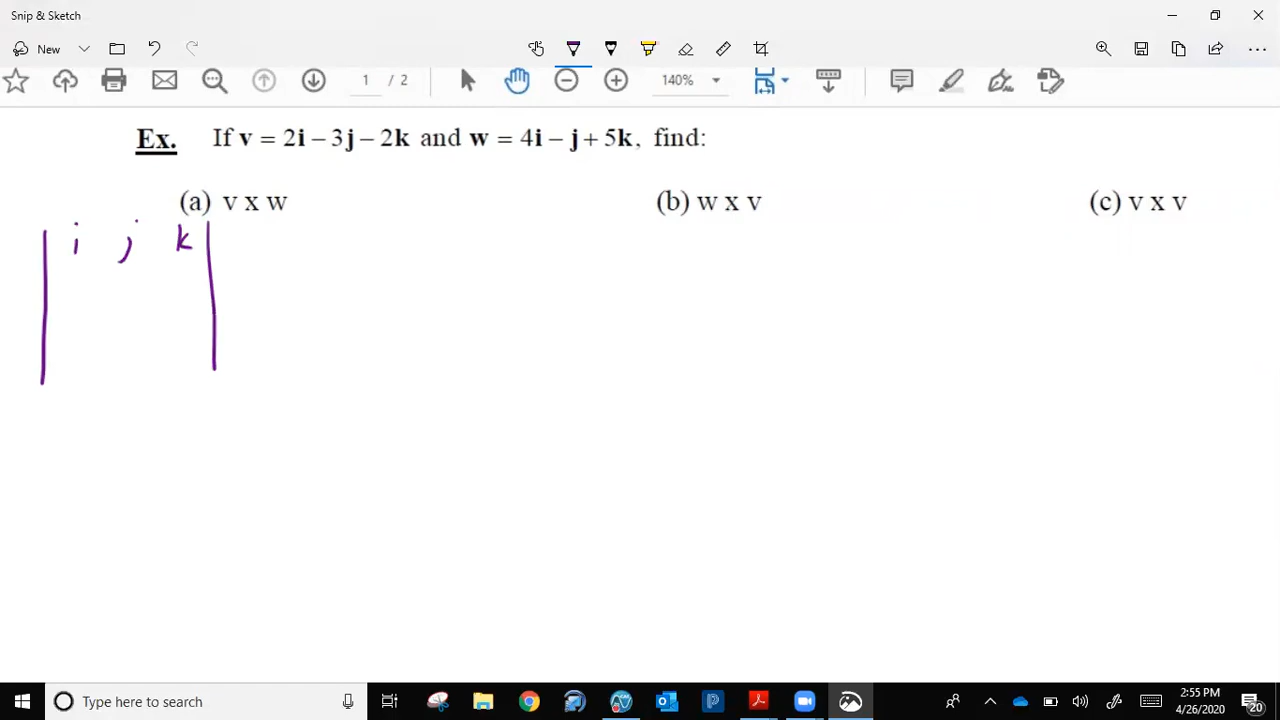 Snip & Sketch
New
1 / 2
140%
Ex. If v = 2i − 3j − 2k and w = 4i − j + 5k, find:
(a) v x w (b) w x v (c) v x v
i j k
Type here to search
2:55 PM
4/26/2020
20